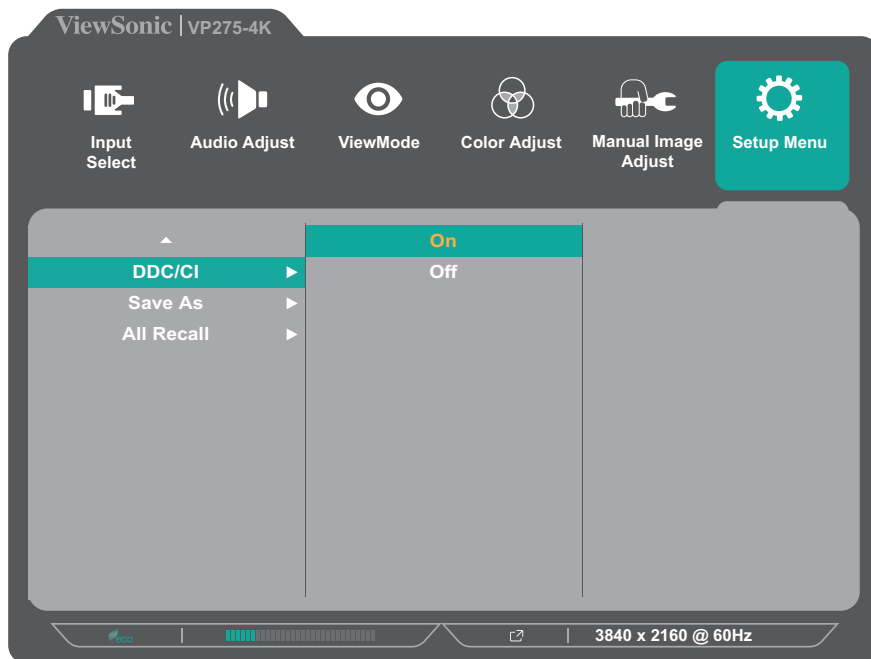 ViewSonic | VP275-4K
Input Select
Audio Adjust
ViewMode
Color Adjust
Manual Image Adjust
Setup Menu
On
DDC/CI
Off
Save As
All Recall
eco
3840 x 2160 @ 60Hz